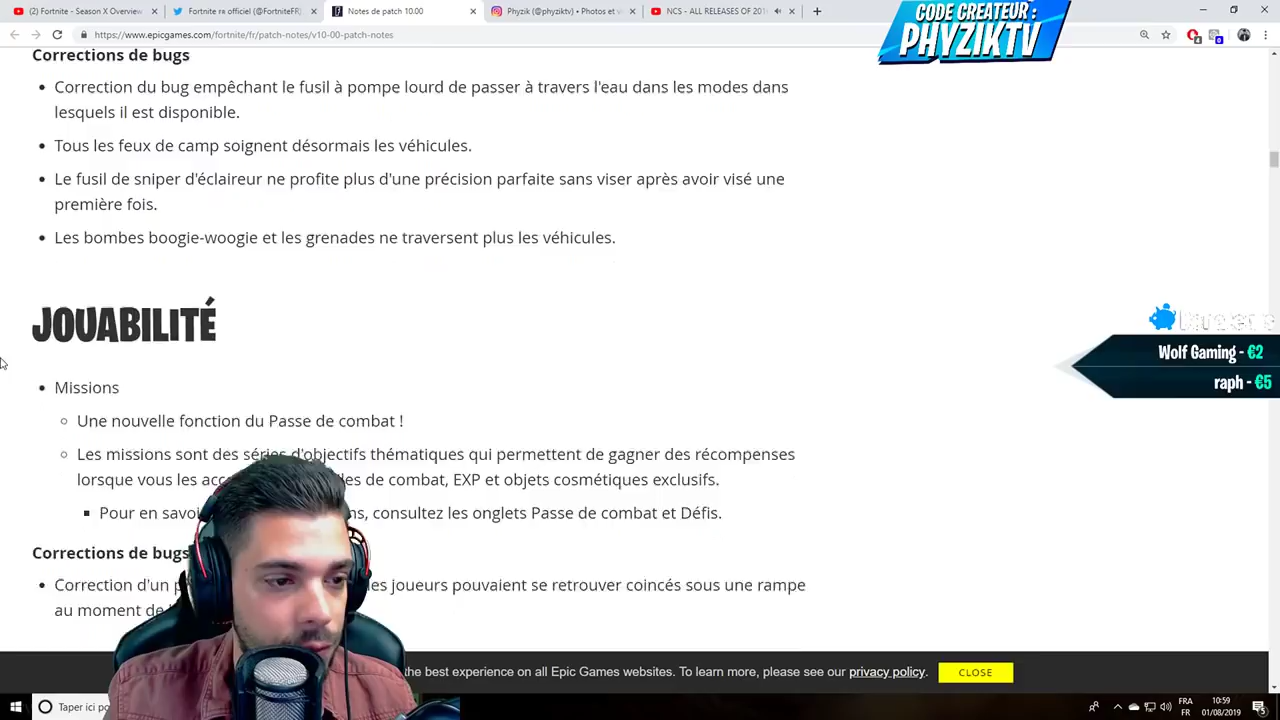 (2) Fortnite - Season X Overview
Fortnite officiel (@FortniteFR)
Notes de patch 10.00
Phyzik (@phyziktv) • Photos et v
NCS - ALL RELEASES OF 201
https://www.epicgames.com/fortnite/fr/patch-notes/v10-00-patch-notes
CODE CREATEUR :
PHYZIKTV
Corrections de bugs
Correction du bug empêchant le fusil à pompe lourd de passer à travers l'eau dans les modes dans
lesquels il est disponible.
Tous les feux de camp soignent désormais les véhicules.
Le fusil de sniper d'éclaireur ne profite plus d'une précision parfaite sans viser après avoir visé une
première fois.
Les bombes boogie-woogie et les grenades ne traversent plus les véhicules.
JOUABILITÉ
Wolf Gaming - €2
raph - €5
Missions
Une nouvelle fonction du Passe de combat !
Les missions sont des séries d'objectifs thématiques qui permettent de gagner des récompenses
lorsque vous les de combat, EXP et objets cosmétiques exclusifs.
Pour en savoi consultez les onglets Passe de combat et Défis.
Corrections de bugs
Correction d'un joueurs pouvaient se retrouver coincés sous une rampe
au moment de
the best experience on all Epic Games websites. To learn more, please see our privacy policy.
CLOSE
Taper ici po
FRA
FR
10:59
01/08/2019